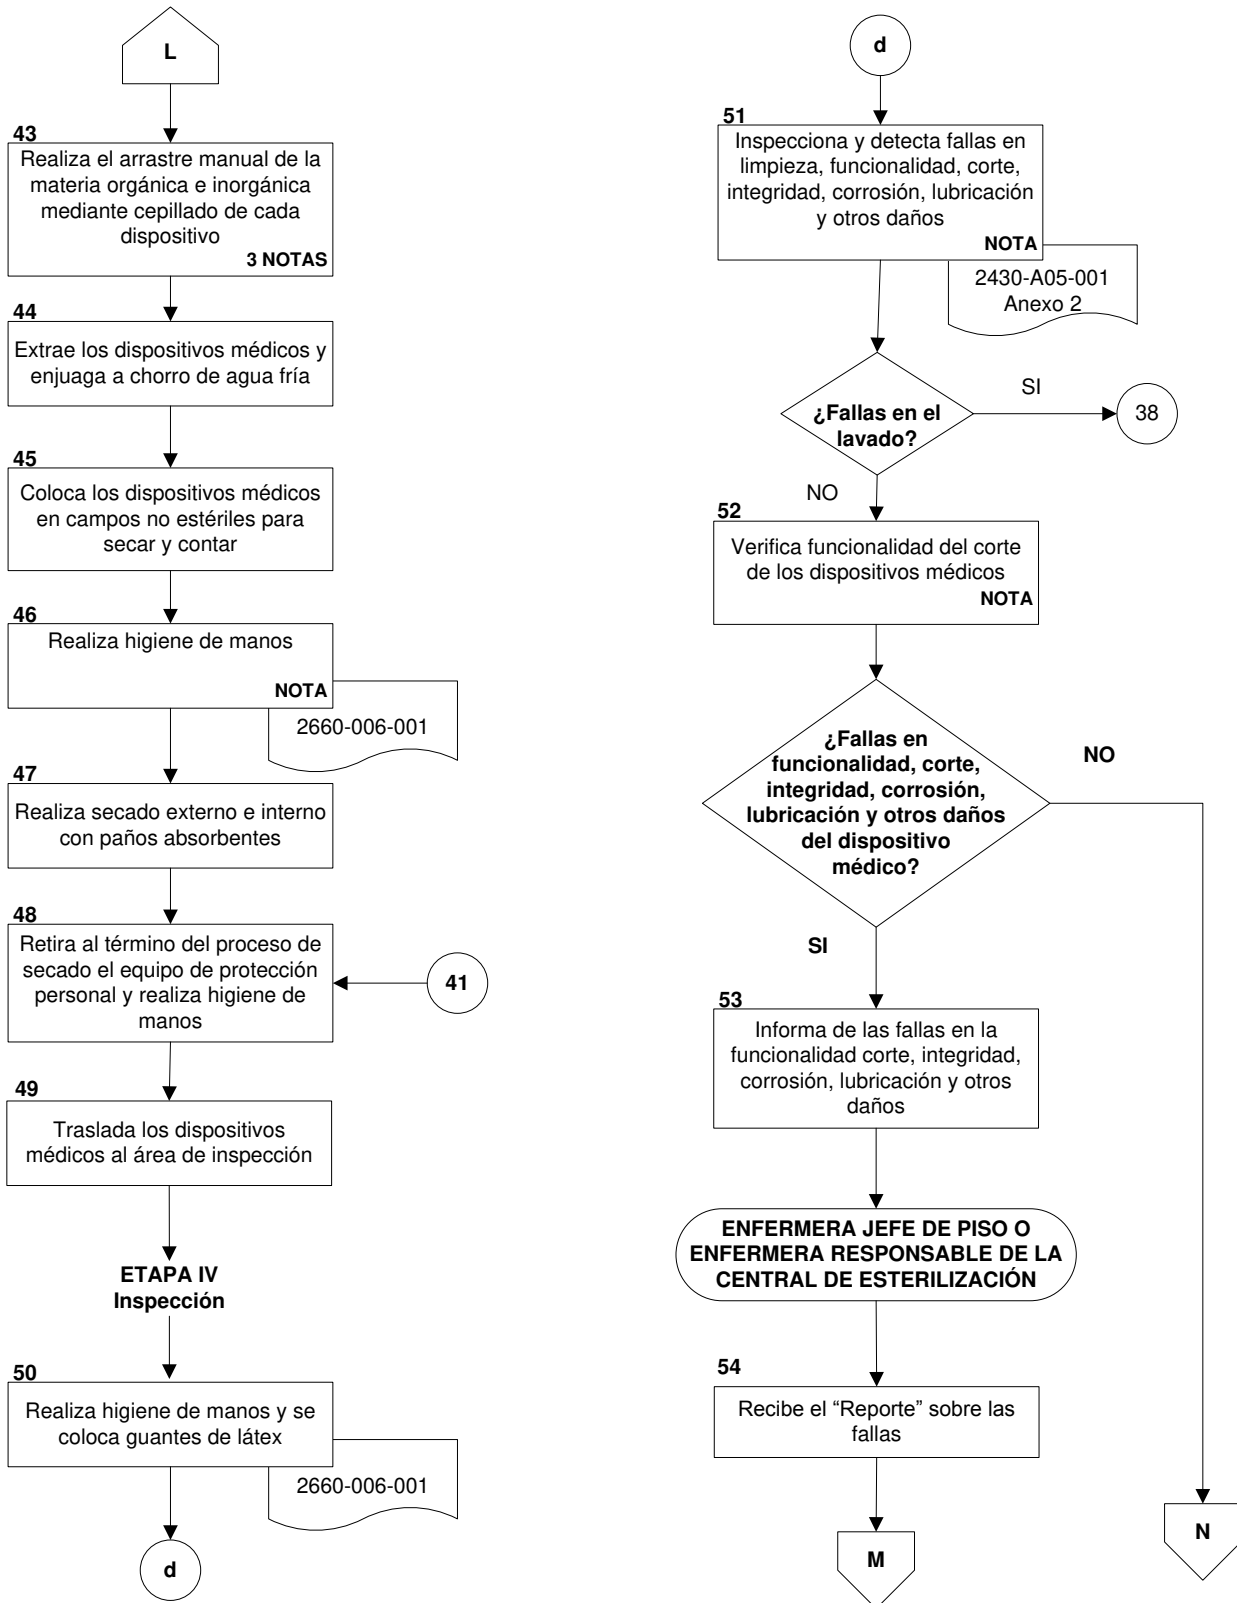 L
43
Realiza el arrastre manual de la
materia orgánica e inorgánica
mediante cepillado de cada
dispositivo
3 NOTAS
44
Extrae los dispositivos médicos y
enjuaga a chorro de agua fría
45
Coloca los dispositivos médicos
en campos no estériles para
secar y contar
46
Realiza higiene de manos
NOTA
2660-006-001
47
Realiza secado externo e interno
con paños absorbentes
48
Retira al término del proceso de
secado el equipo de protección
personal y realiza higiene de
manos
41
49
Traslada los dispositivos
médicos al área de inspección
ETAPA IV
Inspección
50
Realiza higiene de manos y se
coloca guantes de látex
2660-006-001
d
d
51
Inspecciona y detecta fallas en
limpieza, funcionalidad, corte,
integridad, corrosión, lubricación
y otros daños
NOTA
2430-A05-001
Anexo 2
¿Fallas en el
lavado?
SI
38
NO
52
Verifica funcionalidad del corte
de los dispositivos médicos
NOTA
¿Fallas en
funcionalidad, corte,
integridad, corrosión,
lubricación y otros daños
del dispositivo
médico?
NO
SI
53
Informa de las fallas en la
funcionalidad corte, integridad,
corrosión, lubricación y otros
daños
ENFERMERA JEFE DE PISO O
ENFERMERA RESPONSABLE DE LA
CENTRAL DE ESTERILIZACIÓN
54
Recibe el “Reporte” sobre las
fallas
M
N